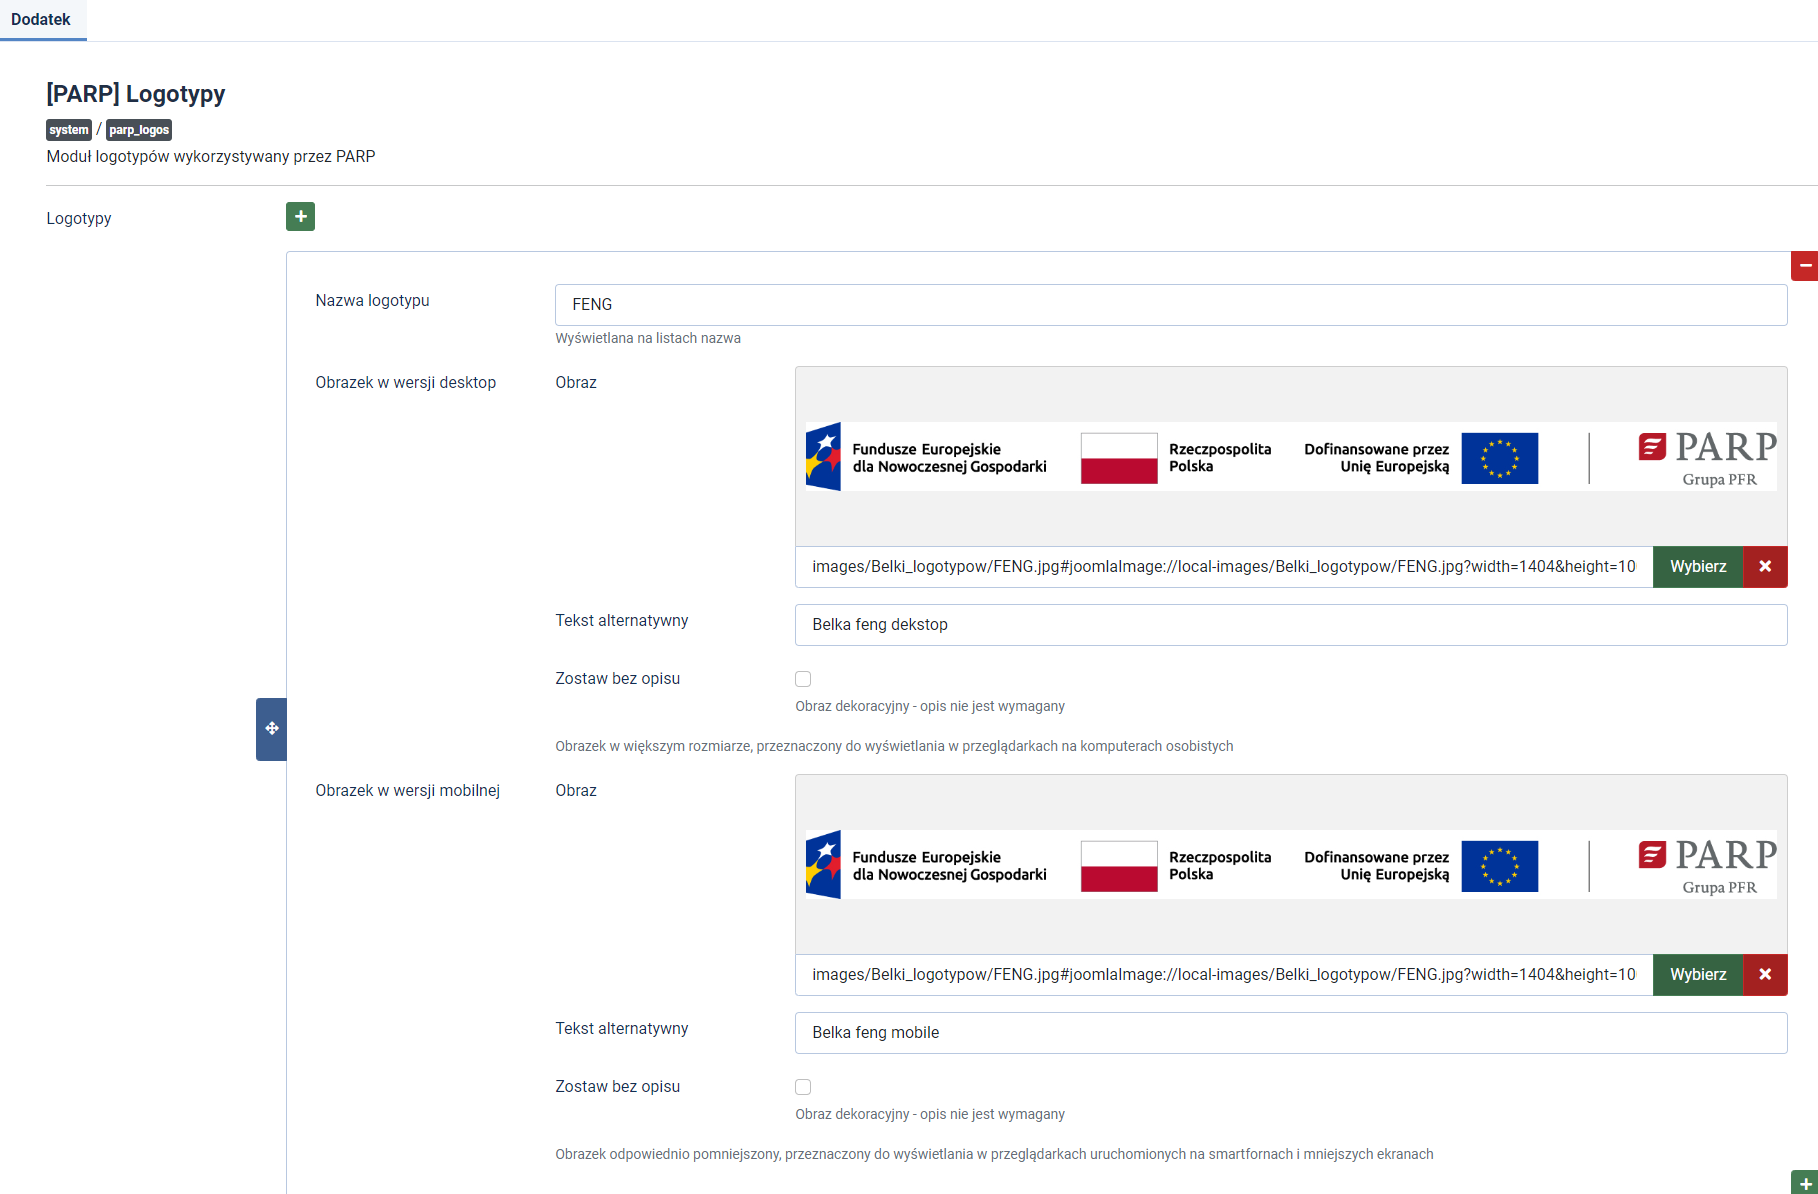 Dodatek
[PARP] Logotypy
system / parp_logos
Moduł logotypów wykorzystywany przez PARP
Logotypy
Nazwa logotypu
FENG
Wyświetlana na listach nazwa
Obrazek w wersji desktop
Obraz
Fundusze Europejskie
dla Nowoczesnej Gospodarki
Rzeczpospolita
Polska
Dofinansowane przez
Unię Europejską
PARP
Grupa PFR
images/Belki_logotypow/FENG.jpg#joomlaImage://local-images/Belki_logotypow/FENG.jpg?width=1404&height=10
Wybierz
Tekst alternatywny
Belka feng dekstop
Zostaw bez opisu
Obraz dekoracyjny - opis nie jest wymagany
Obrazek w większym rozmiarze, przeznaczony do wyświetlania w przeglądarkach na komputerach osobistych
Obrazek w wersji mobilnej
Obraz
Fundusze Europejskie
dla Nowoczesnej Gospodarki
Rzeczpospolita
Polska
Dofinansowane przez
Unię Europejską
PARP
Grupa PFR
images/Belki_logotypow/FENG.jpg#joomlaImage://local-images/Belki_logotypow/FENG.jpg?width=1404&height=10
Wybierz
Tekst alternatywny
Belka feng mobile
Zostaw bez opisu
Obraz dekoracyjny - opis nie jest wymagany
Obrazek odpowiednio pomniejszony, przeznaczony do wyświetlania w przeglądarkach uruchomionych na smartfornach i mniejszych ekranach